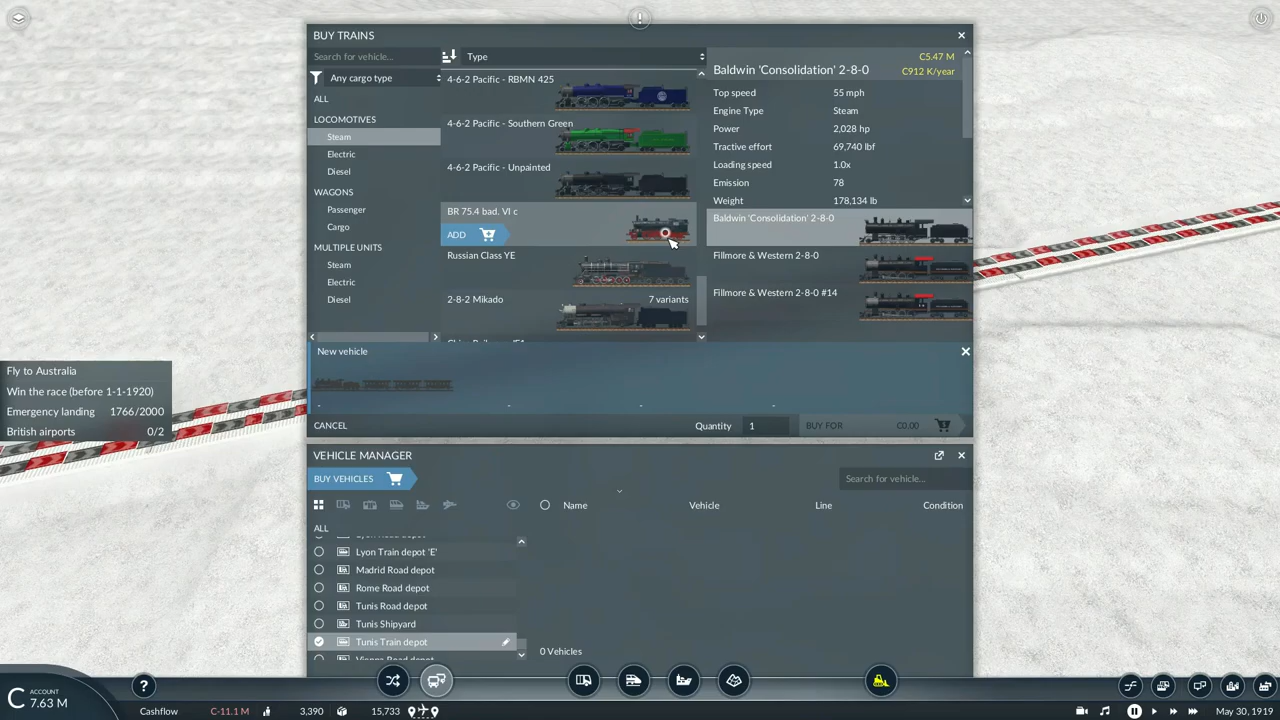 BUY TRAINS
Search for vehicle...
Type
Any cargo type
ALL
LOCOMOTIVES
Steam
Electric
Diesel
WAGONS
Passenger
Cargo
MULTIPLE UNITS
Steam
Electric
Diesel
4-6-2 Pacific - RBMN 425
4-6-2 Pacific - Southern Green
4-6-2 Pacific - Unpainted
BR 75.4 bad. VI c
ADD
Russian Class YE
2-8-2 Mikado 7 variants
C5.47 M
Baldwin 'Consolidation' 2-8-0 C912 K/year
Top speed 55 mph
Engine Type Steam
Power 2,028 hp
Tractive effort 69,740 lbf
Loading speed 1.0x
Emission 78
Weight 178,134 lb
Baldwin 'Consolidation' 2-8-0
Fillmore & Western 2-8-0
Fillmore & Western 2-8-0 #14
New vehicle
- - - -
CANCEL Quantity 1 BUY FOR C0.00
Fly to Australia
Win the race (before 1-1-1920)
Emergency landing 1766/2000
British airports 0/2
VEHICLE MANAGER
BUY VEHICLES Search for vehicle...
Name Vehicle Line Condition
ALL
Lyon Train depot 'E'
Madrid Road depot
Rome Road depot
Tunis Road depot
Tunis Shipyard
Tunis Train depot
0 Vehicles
C ACCOUNT
7.63 M
?
Cashflow C-11.1 M 3,390 15,733 May 30, 1919